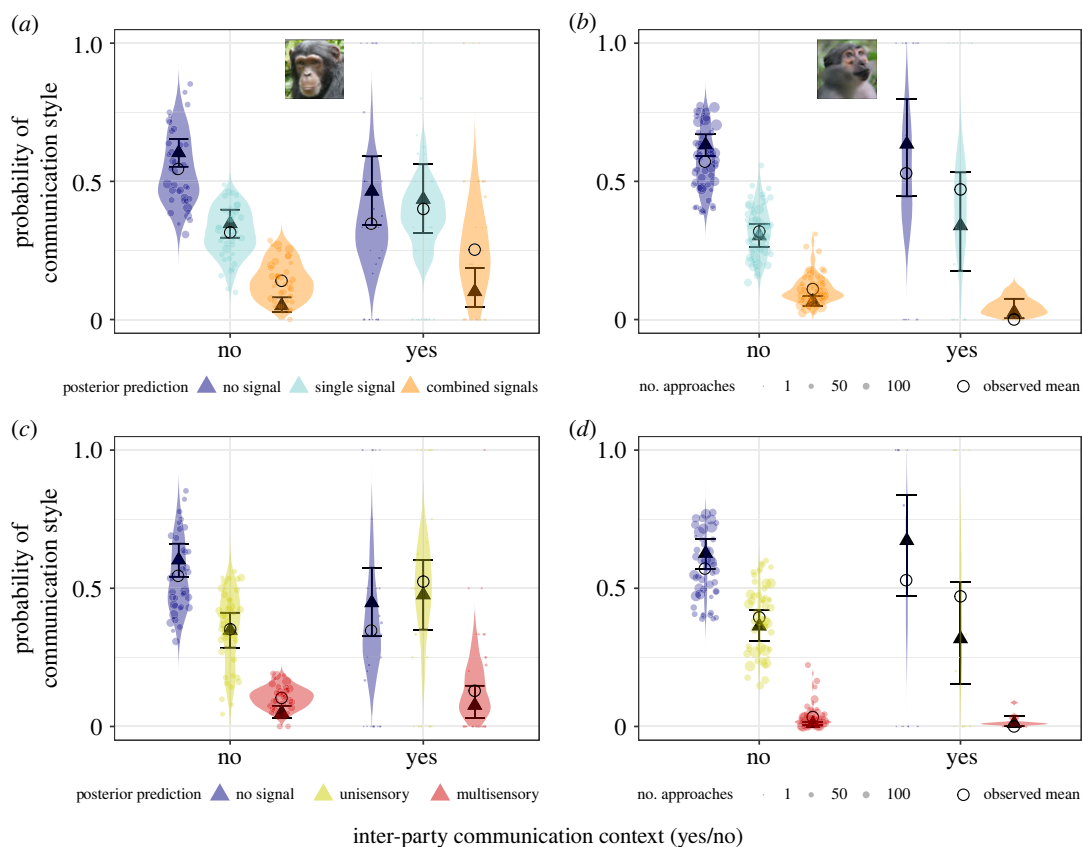 (a)
(b)
probability of
communication style
1.0
0.5
0
no
yes
1.0
0.5
0
no
yes
posterior prediction no signal single signal combined signals
no. approaches 1 50 100 observed mean
(c)
(d)
probability of
communication style
1.0
0.5
0
no
yes
1.0
0.5
0
no
yes
posterior prediction no signal unisensory multisensory
no. approaches 1 50 100 observed mean
inter-party communication context (yes/no)